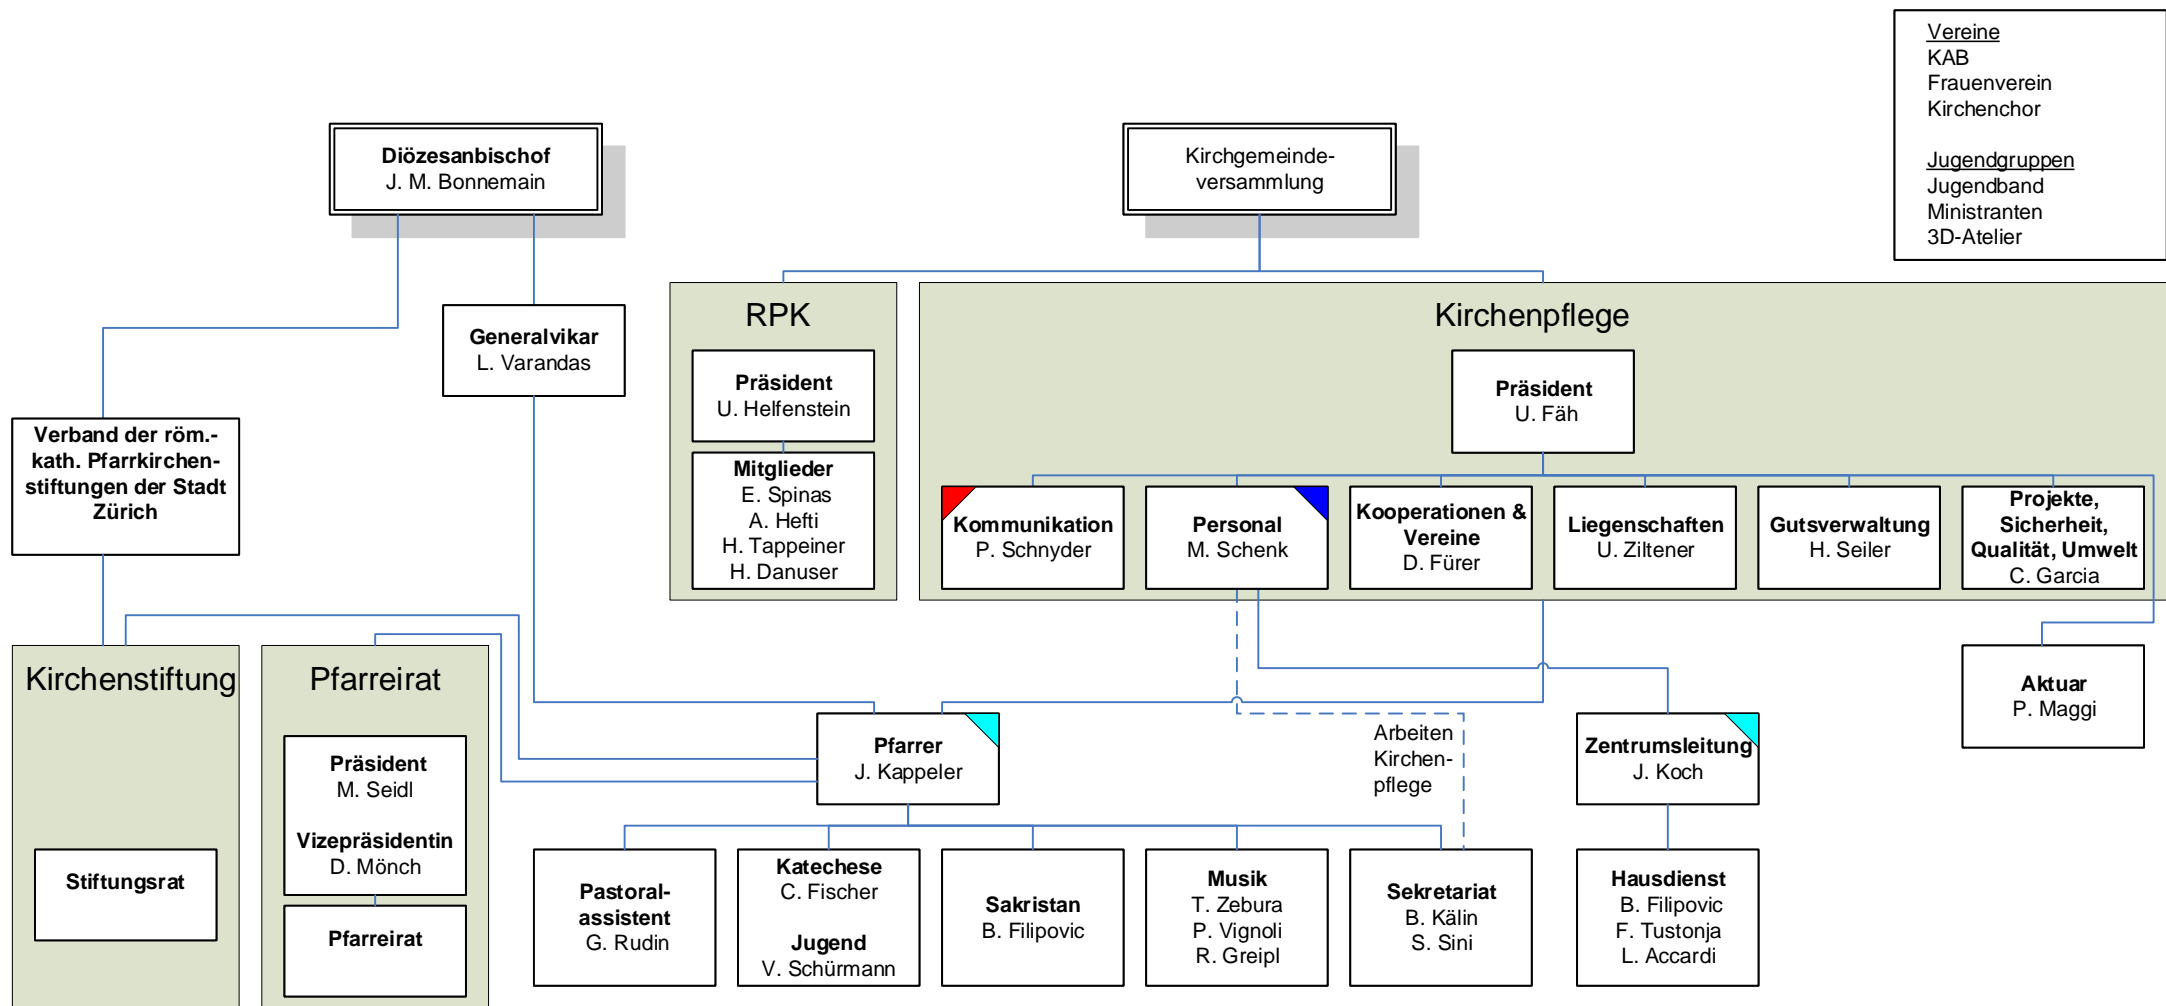 Vereine
KAB
Frauenverein
Kirchenchor
Jugendgruppen
Jugendband
Ministranten
3D-Atelier
Diözesanbischof
J. M. Bonnemain
Kirchgemeinde-
versammlung
Generalvikar
L. Varandas
Verband der röm.-
kath. Pfarrkirchen-
stiftungen der Stadt
Zürich
RPK
Präsident
U. Helfenstein
Mitglieder
E. Spinas
A. Hefti
H. Tappeiner
H. Danuser
Kirchenpflege
Präsident
U. Fäh
Kommunikation
P. Schnyder
Personal
M. Schenk
Kooperationen &
Vereine
D. Fürer
Liegenschaften
U. Ziltener
Gutsverwaltung
H. Seiler
Projekte,
Sicherheit,
Qualität, Umwelt
C. Garcia
Kirchenstiftung
Stiftungsrat
Pfarreirat
Präsident
M. Seidl
Vizepräsidentin
D. Mönch
Pfarreirat
Pfarrer
J. Kappeler
Arbeiten
Kirchen-
pflege
Zentrumsleitung
J. Koch
Aktuar
P. Maggi
Pastoral-
assistent
G. Rudin
Katechese
C. Fischer
Jugend
V. Schürmann
Sakristan
B. Filipovic
Musik
T. Zebura
P. Vignoli
R. Greipl
Sekretariat
B. Kälin
S. Sini
Hausdienst
B. Filipovic
F. Tustonja
L. Accardi